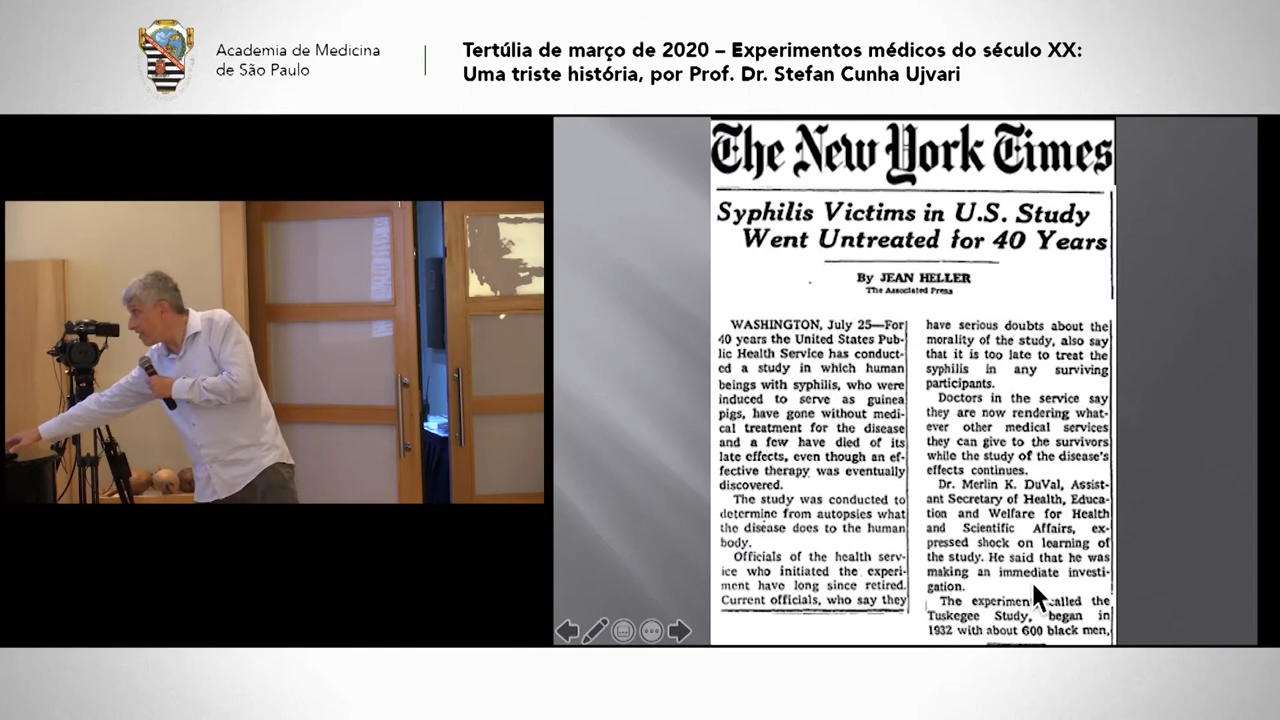 Academia de Medicina
de São Paulo
Tertúlia de março de 2020 – Experimentos médicos do século XX:
Uma triste história, por Prof. Dr. Stefan Cunha Ujvari
The New York Times
Syphilis Victims in U.S. Study
Went Untreated for 40 Years
By JEAN HELLER
The Associated Press
WASHINGTON, July 25—For
40 years the United States Pub-
lic Health Service has conduct-
ed a study in which human
beings with syphilis, who were
induced to serve as guinea
pigs, have gone without medi-
cal treatment for the disease
and a few have died of its
late effects, even though an ef-
fective therapy was eventually
discovered.
The study was conducted to
determine from autopsies what
the disease does to the human
body.
Officials of the health serv-
ice who initiated the experi-
ment have long since retired.
Current officials, who say they
have serious doubts about the
morality of the study, also say
that it is too late to treat the
syphilis in any surviving
participants.
Doctors in the service say
they are now rendering what-
ever other medical services
they can give to the survivors
while the study of the disease's
effects continues.
Dr. Merlin K. DuVal, Assist-
ant Secretary of Health, Educa-
tion and Welfare for Health
and Scientific Affairs, ex-
pressed shock on learning of
the study. He said that he was
making an immediate investi-
gation.
The experiment called the
Tuskegee Study, began in
1932 with about 600 black men,